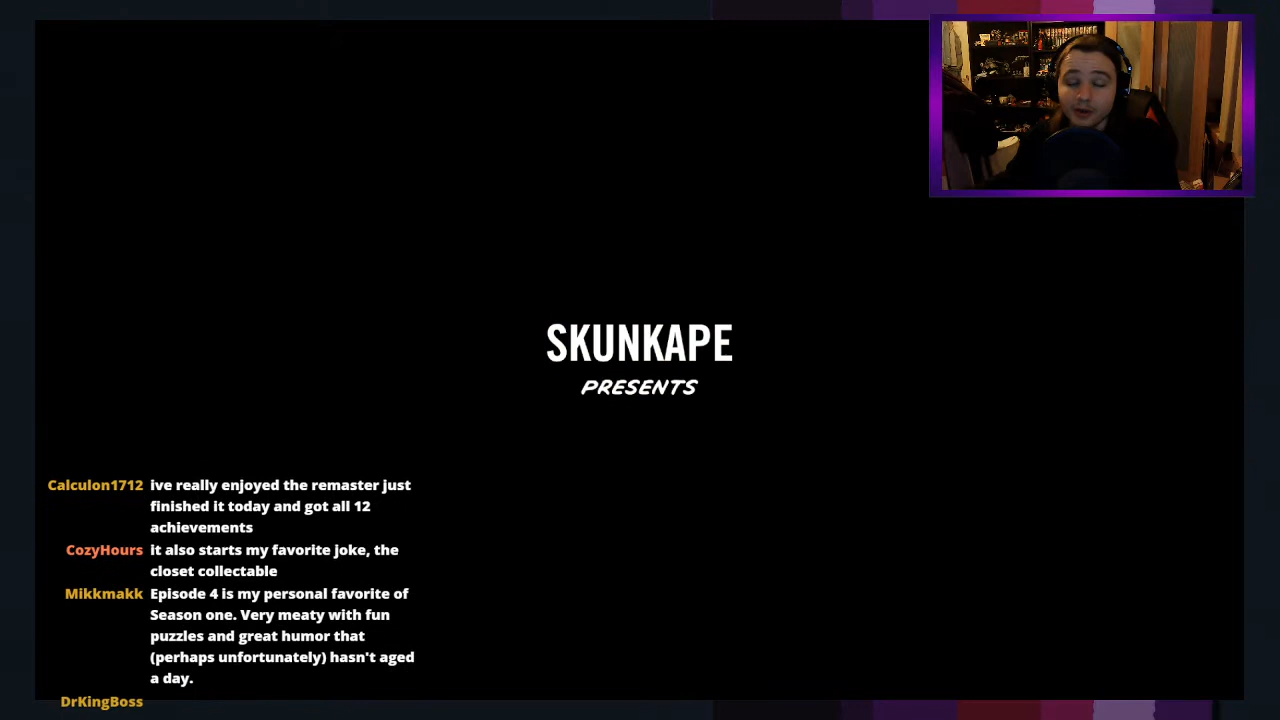 SKUNKAPE
PRESENTS
Calculon1712 ive really enjoyed the remaster just
finished it today and got all 12
achievements
CozyHours it also starts my favorite joke, the
closet collectable
Mikkmakk Episode 4 is my personal favorite of
Season one. Very meaty with fun
puzzles and great humor that
(perhaps unfortunately) hasn't aged
a day.
DrKingBoss